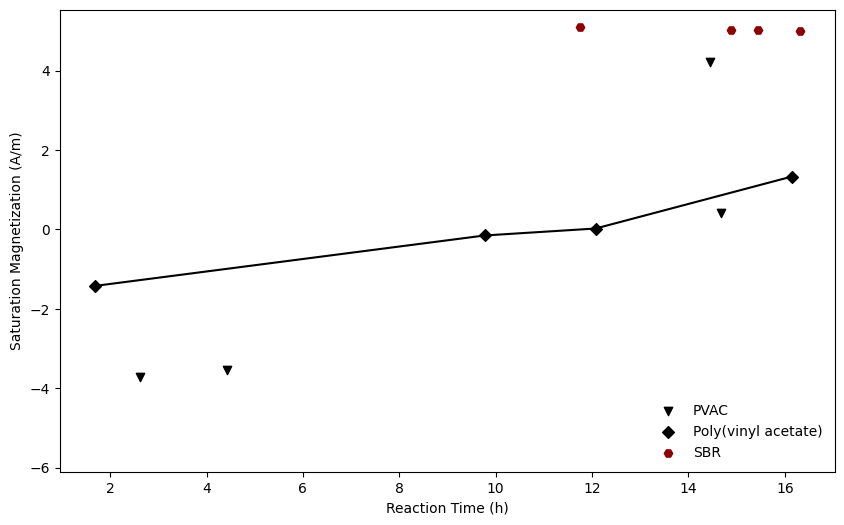 4
2
0
−2
−4
−6
Saturation Magnetization (A/m)
2
4
6
8
10
12
14
16
Reaction Time (h)
PVAC
Poly(vinyl acetate)
SBR